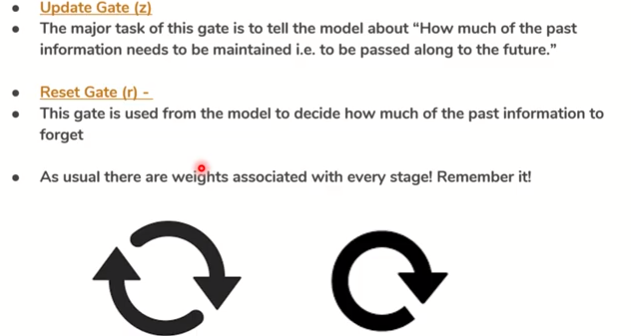 Update Gate (z)
The major task of this gate is to tell the model about “How much of the past
information needs to be maintained i.e. to be passed along to the future.”
Reset Gate (r) -
This gate is used from the model to decide how much of the past information to
forget
As usual there are weights associated with every stage! Remember it!